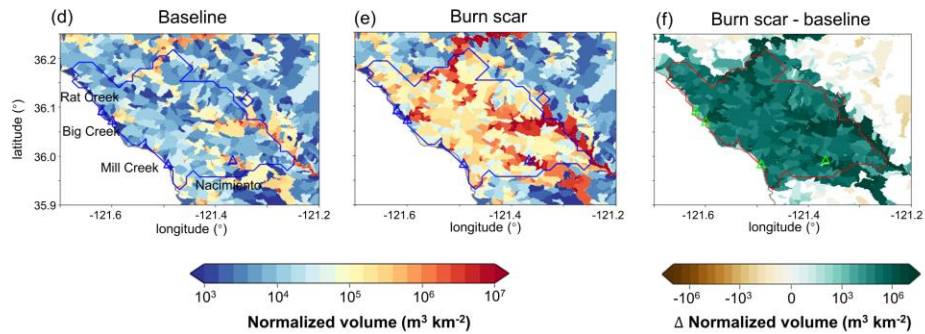 (d) Baseline
(e) Burn scar
(f) Burn scar - baseline
latitude (°)
36.2
36.1
36.0
35.9
Rat Creek
Big Creek
Mill Creek
Nacimiento
-121.6 -121.4 -121.2
-121.6 -121.4 -121.2
-121.6 -121.4 -121.2
longitude (°)
longitude (°)
longitude (°)
10³ 10⁴ 10⁵ 10⁶ 10⁷
Normalized volume (m³ km⁻²)
-10⁶ -10³ 0 10³ 10⁶
Δ Normalized volume (m³ km⁻²)